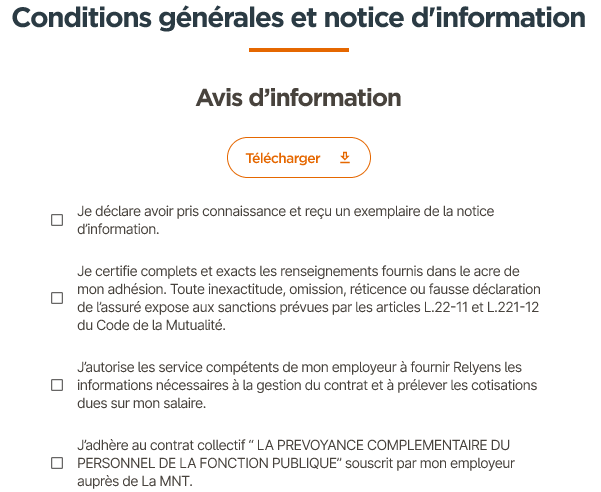 Conditions générales et notice d'information
Avis d’information
Télécharger
Je déclare avoir pris connaissance et reçu un exemplaire de la notice
d’information.
Je certifie complets et exacts les renseignements fournis dans le acre de
mon adhésion. Toute inexactitude, omission, réticence ou fausse déclaration
de l’assuré expose aux sanctions prévues par les articles L.22-11 et L.221-12
du Code de la Mutualité.
J’autorise les service compétents de mon employeur à fournir Relyens les
informations nécessaires à la gestion du contrat et à prélever les cotisations
dues sur mon salaire.
J’adhère au contrat collectif “ LA PREVOYANCE COMPLEMENTAIRE DU
PERSONNEL DE LA FONCTION PUBLIQUE” souscrit par mon employeur
auprès de La MNT.